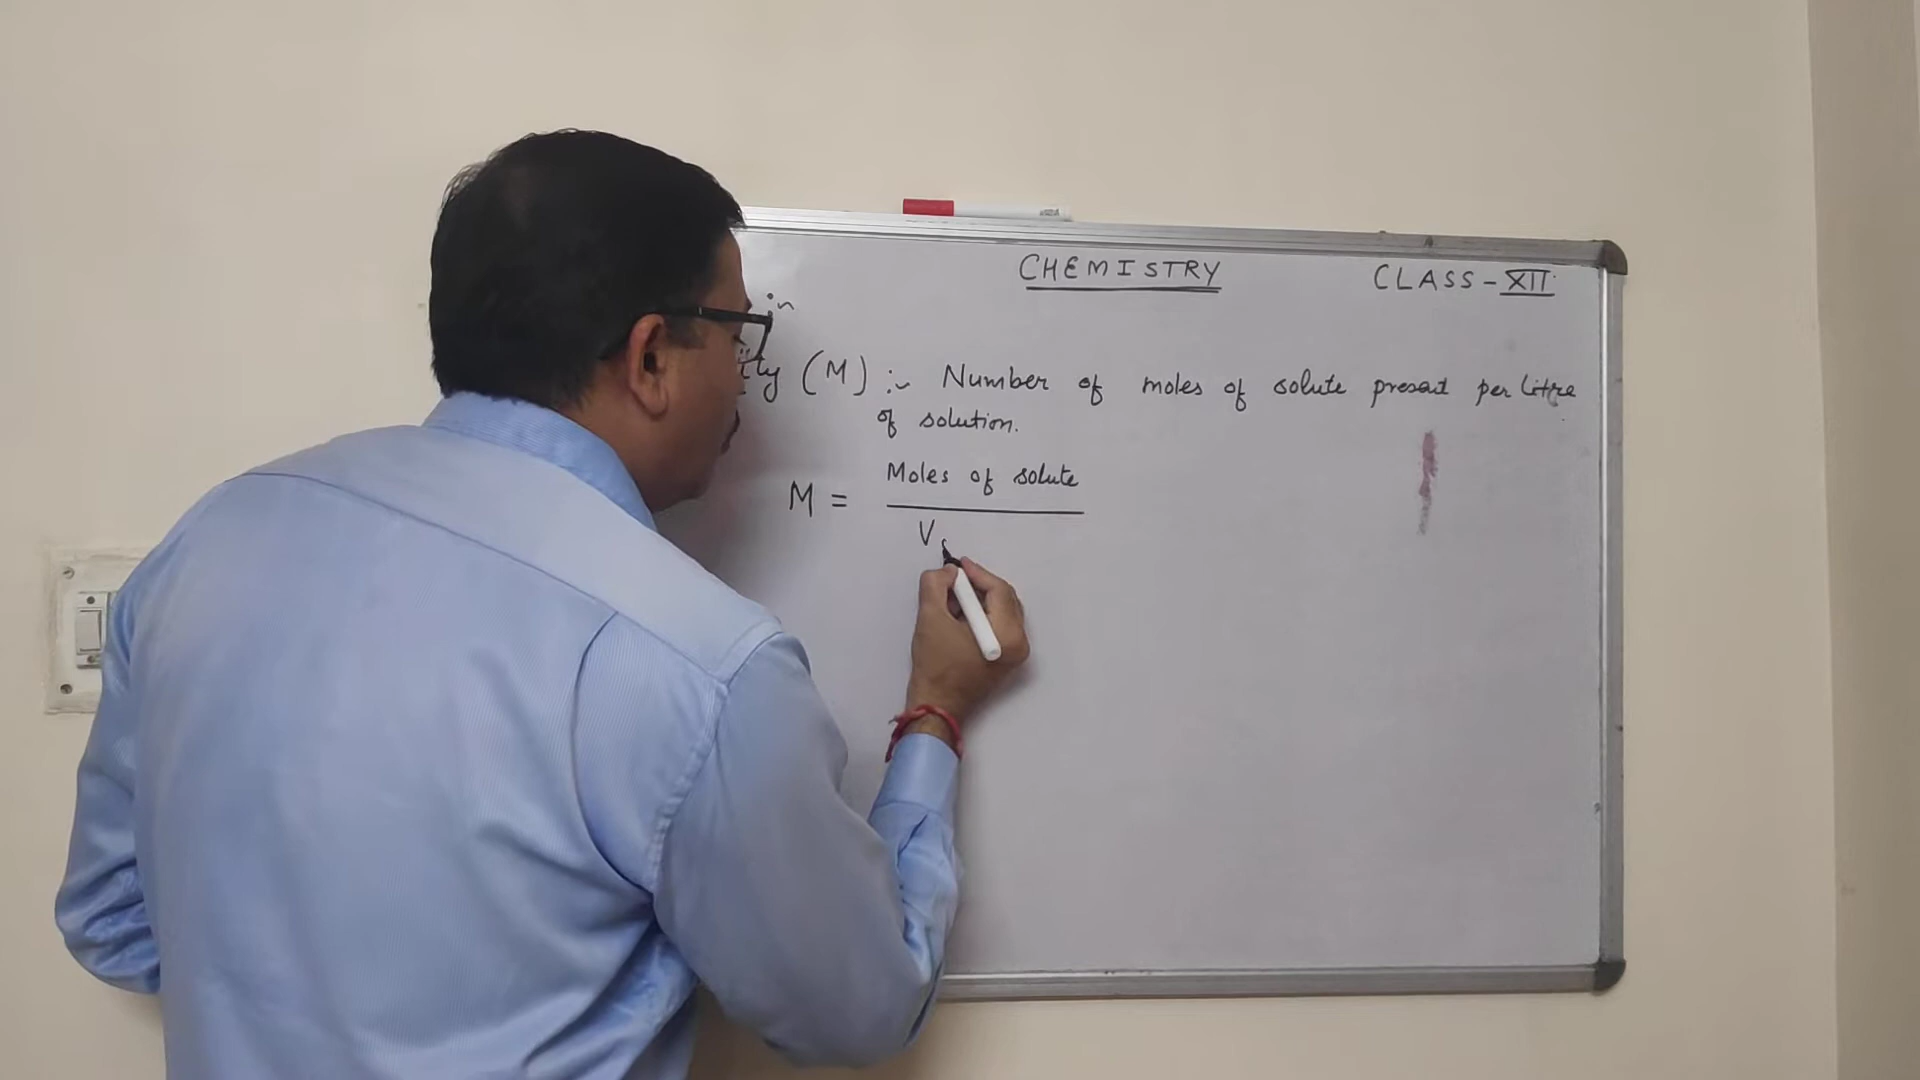 CHEMISTRY CLASS-XII
(M) :~ Number of moles of solute present per Litre
of solution.
M = Moles of solute
V